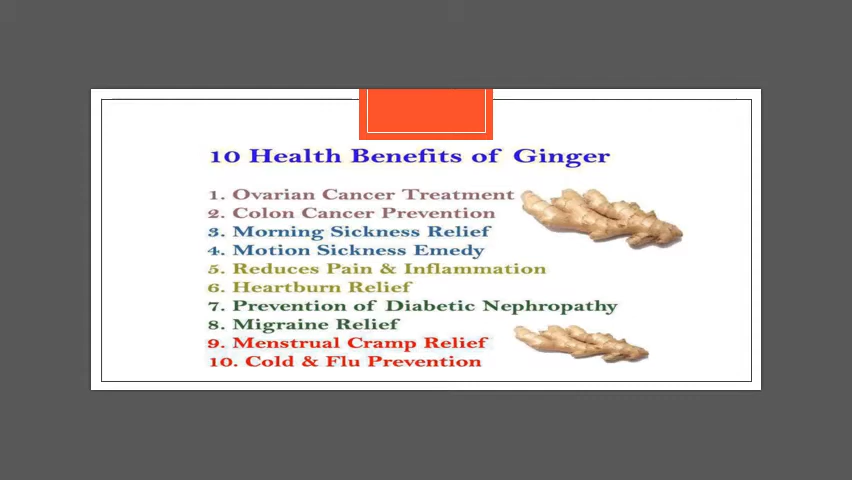 10 Health Benefits of Ginger
1. Ovarian Cancer Treatment
2. Colon Cancer Prevention
3. Morning Sickness Relief
4. Motion Sickness Emedy
5. Reduces Pain & Inflammation
6. Heartburn Relief
7. Prevention of Diabetic Nephropathy
8. Migraine Relief
9. Menstrual Cramp Relief
10. Cold & Flu Prevention